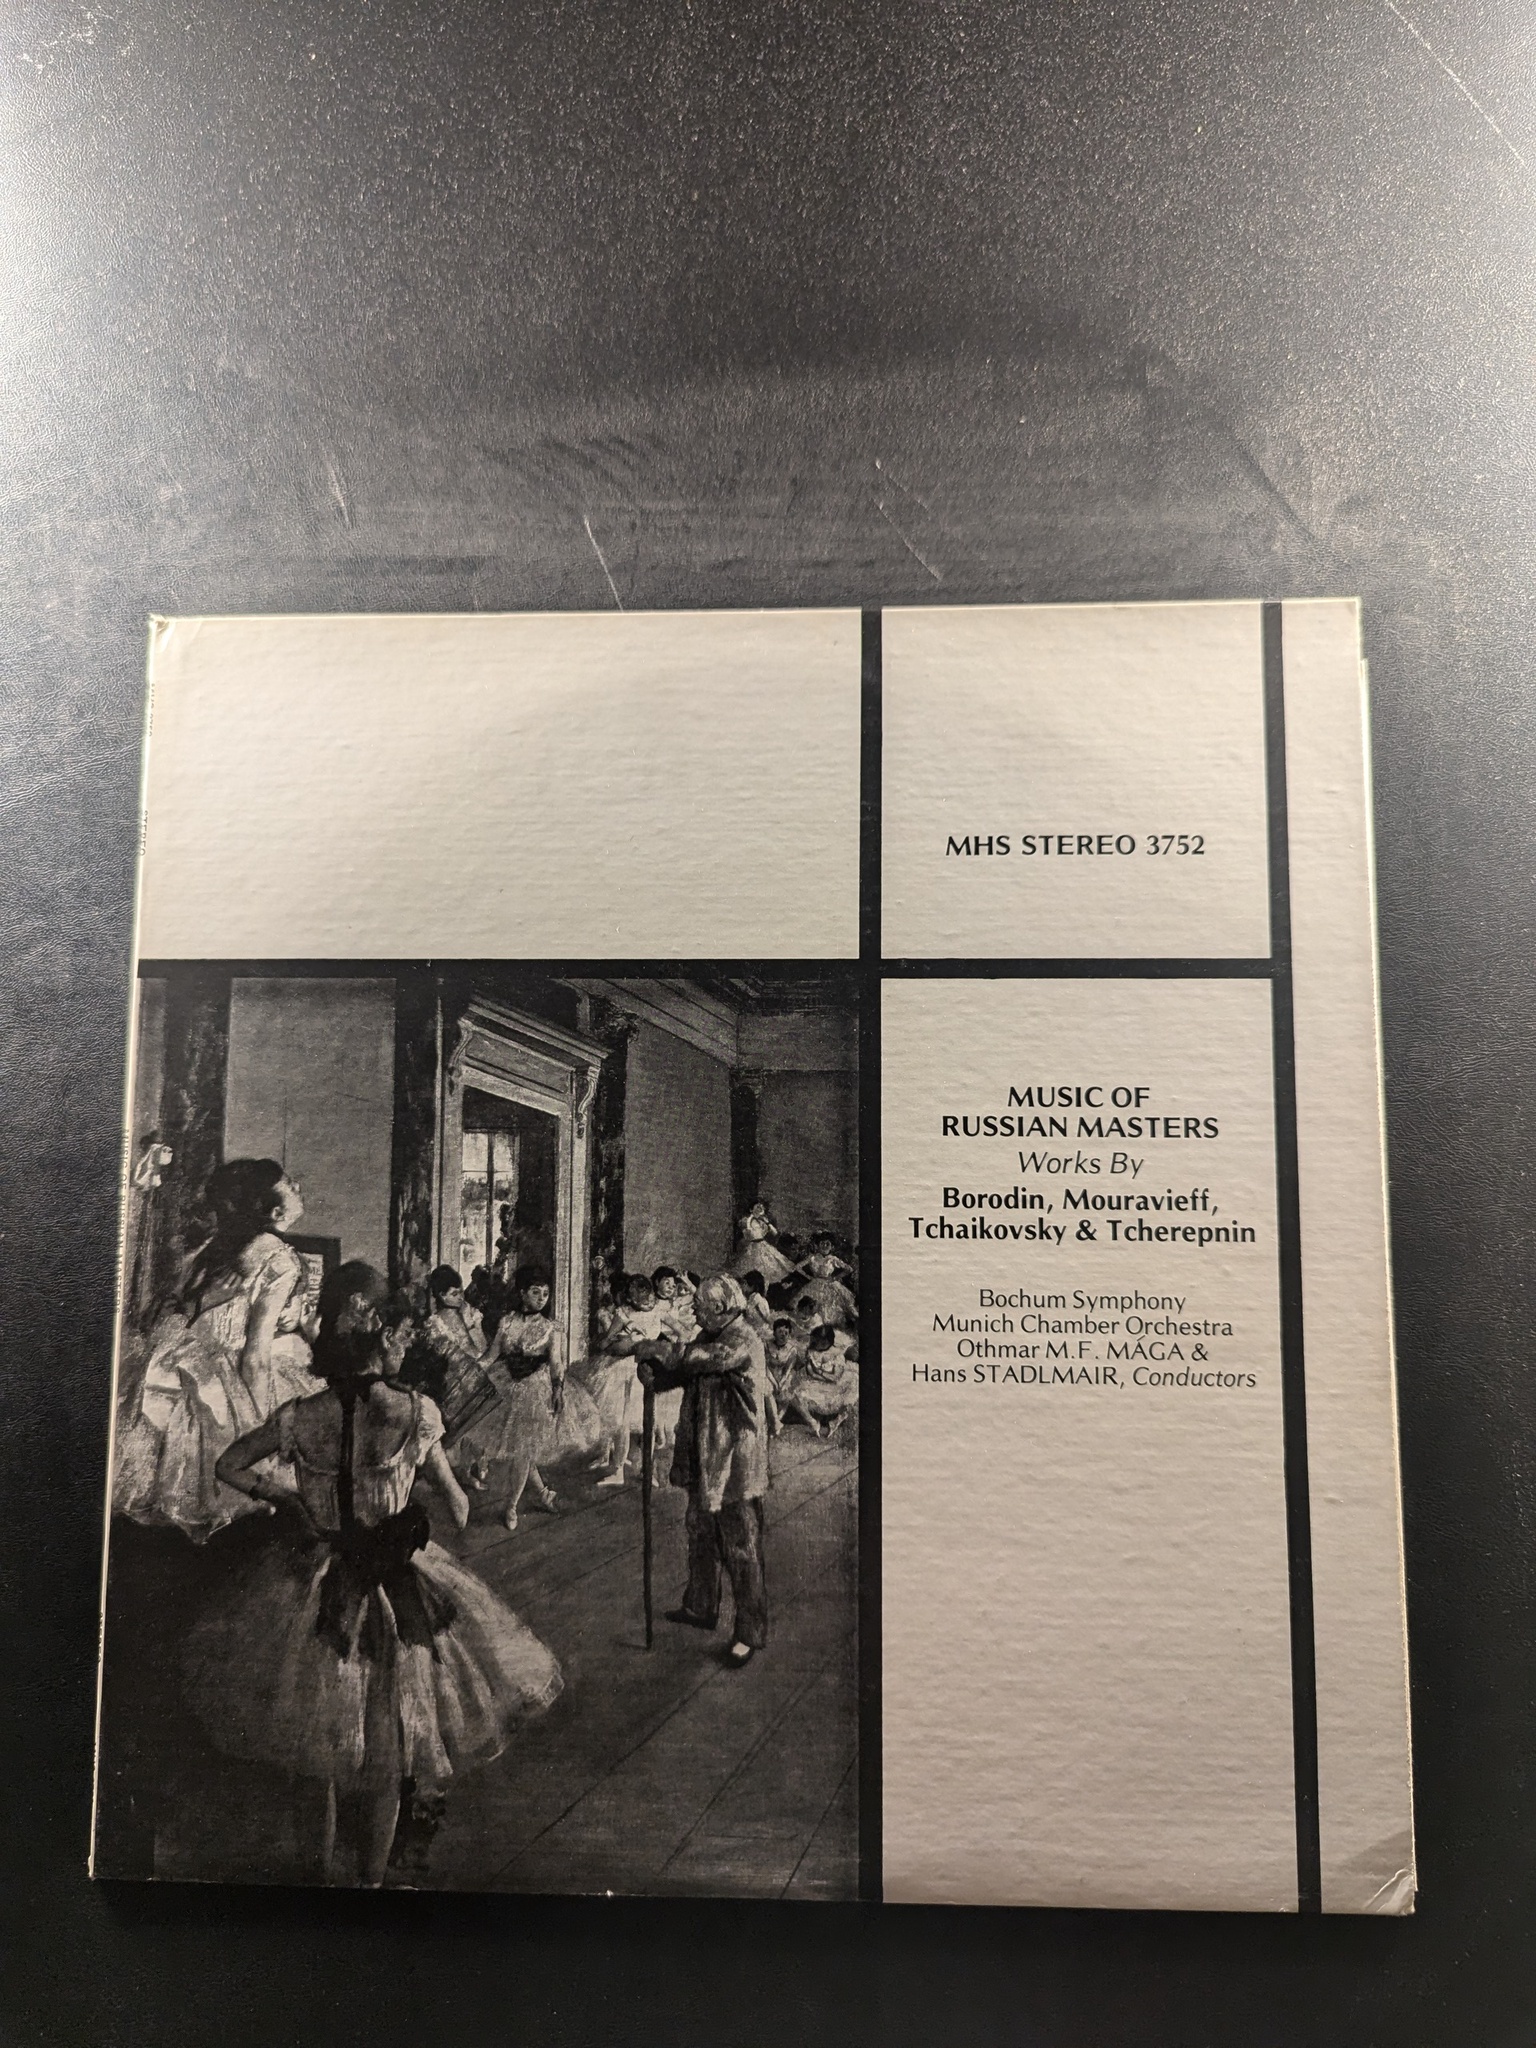 MHS STEREO 3752
MUSIC OF
RUSSIAN MASTERS
Works By
Borodin, Mouravieff,
Tchaikovsky & Tcherepnin
Bochum Symphony
Munich Chamber Orchestra
Othmar M.F. MÁGA &
Hans STADLMAIR, Conductors